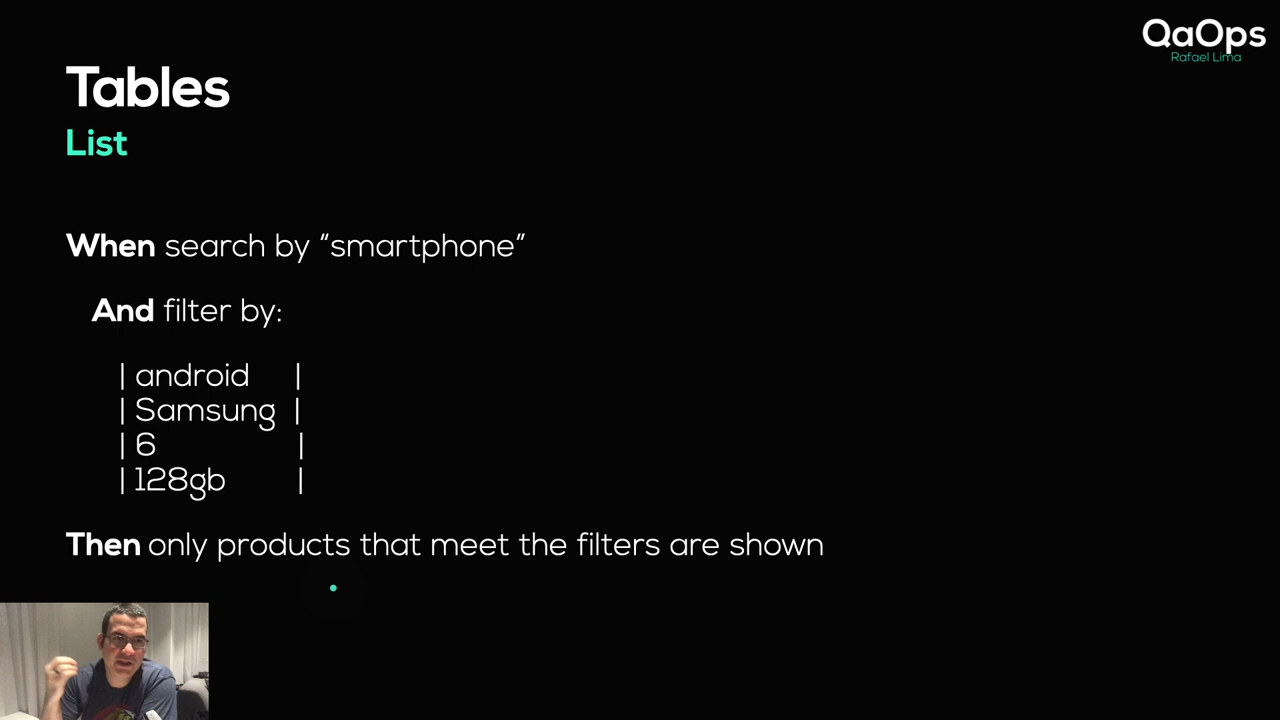 QaOps
Rafael Lima
Tables
List
When search by “smartphone”
And filter by:
| android |
| Samsung |
| 6 |
| 128gb |
Then only products that meet the filters are shown